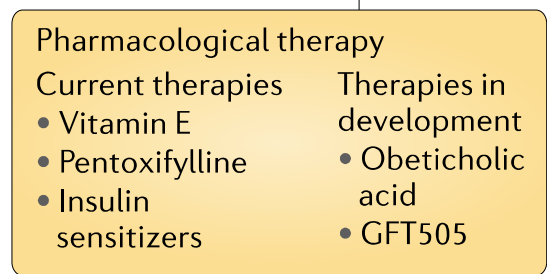 Pharmacological therapy
Current therapies
• Vitamin E
• Pentoxifylline
• Insulin
sensitizers
Therapies in
development
• Obeticholic
acid
• GFT505